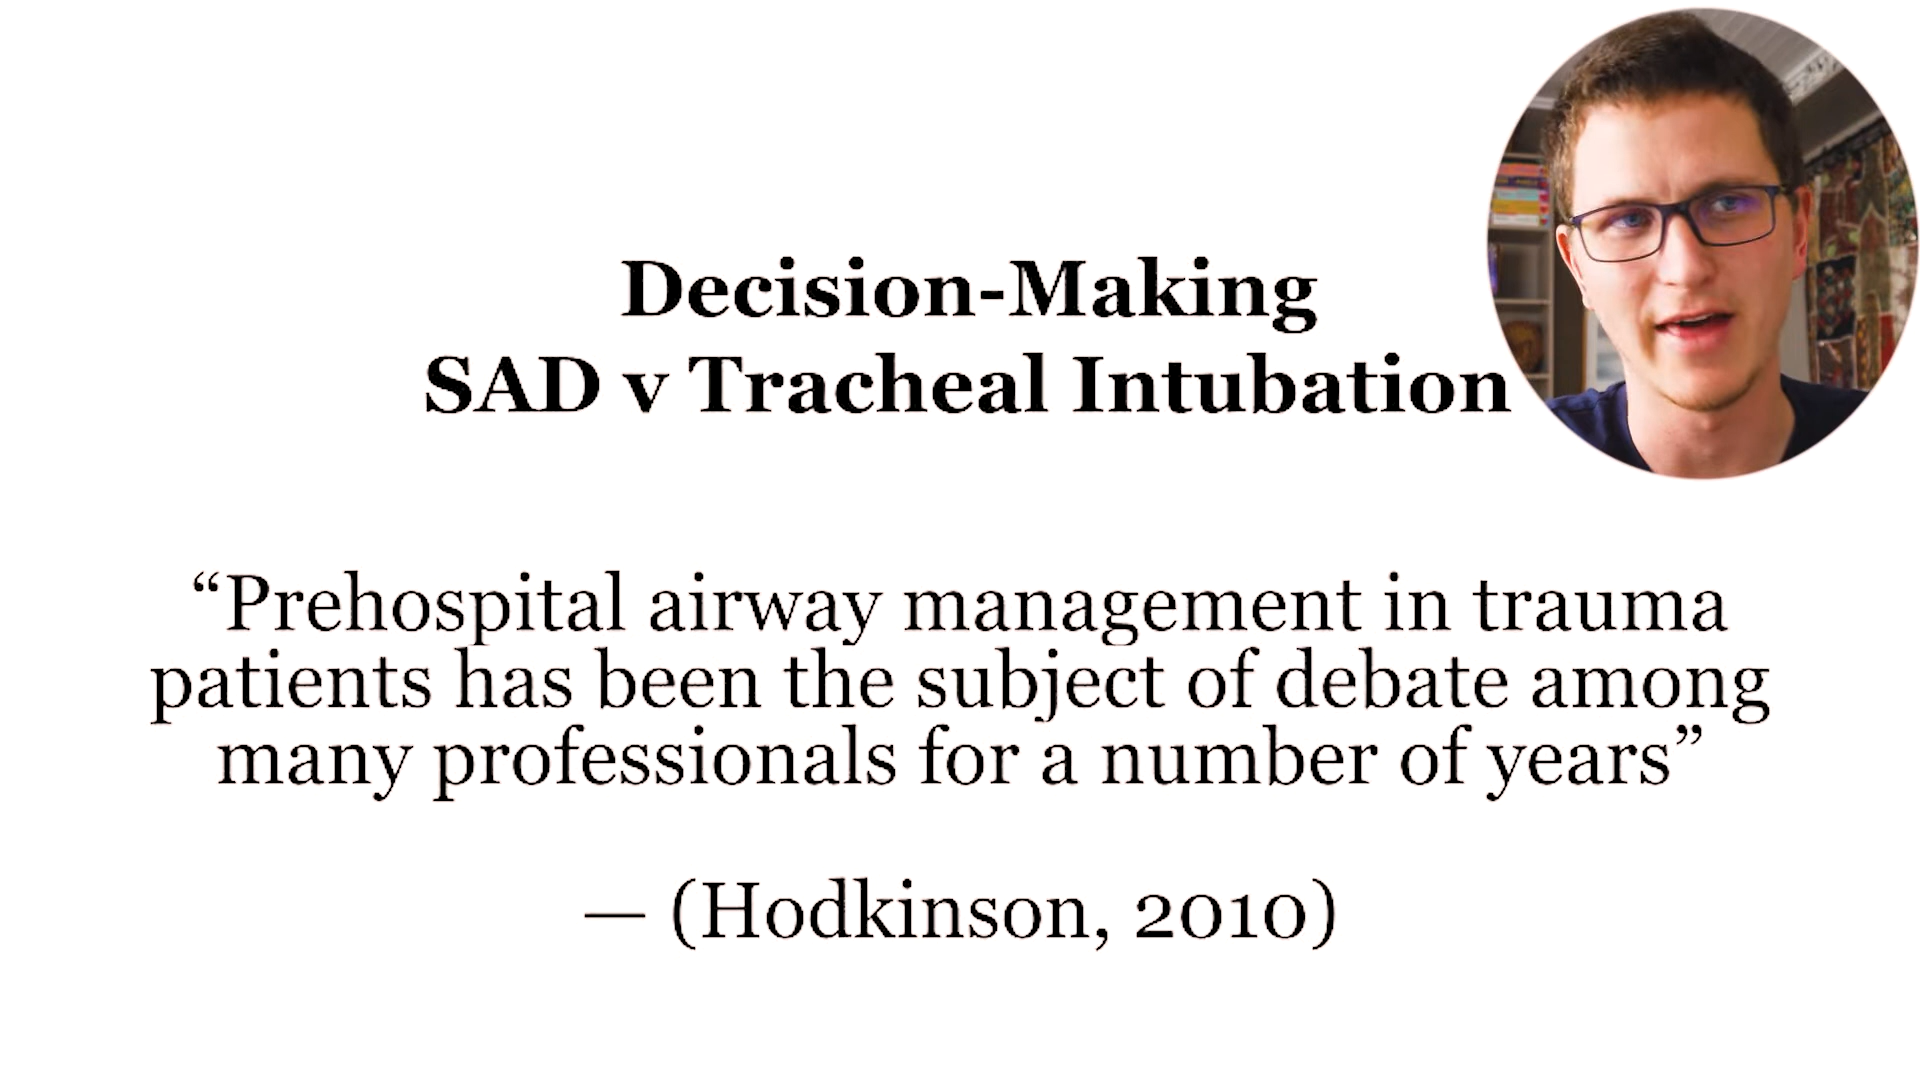 Decision-Making
SAD v Tracheal Intubation
“Prehospital airway management in trauma
patients has been the subject of debate among
many professionals for a number of years”
— (Hodkinson, 2010)